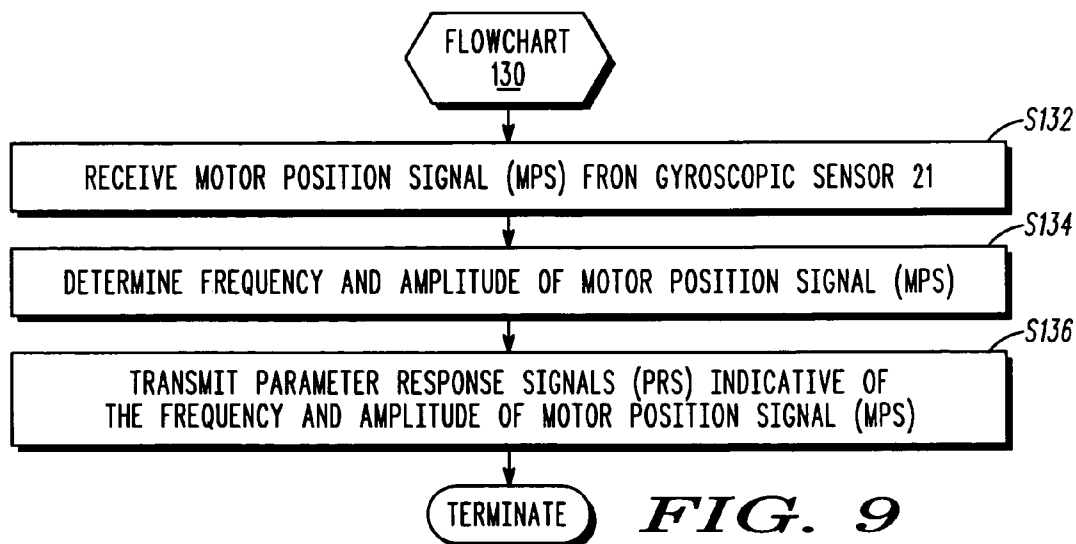 FLOWCHART
130
S132
RECEIVE MOTOR POSITION SIGNAL (MPS) FRON GYROSCOPIC SENSOR 21
S134
DETERMINE FREQUENCY AND AMPLITUDE OF MOTOR POSITION SIGNAL (MPS)
S136
TRANSMIT PARAMETER RESPONSE SIGNALS (PRS) INDICATIVE OF
THE FREQUENCY AND AMPLITUDE OF MOTOR POSITION SIGNAL (MPS)
TERMINATE
FIG. 9